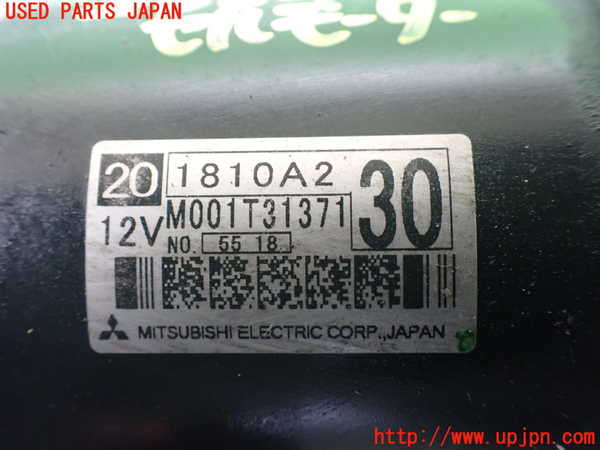 USED PARTS JAPAN
セルモーター
20
1810A2
30
12V
M001T31371
NO. 55 18
MITSUBISHI ELECTRIC CORP., JAPAN
http://www.upjpn.com/